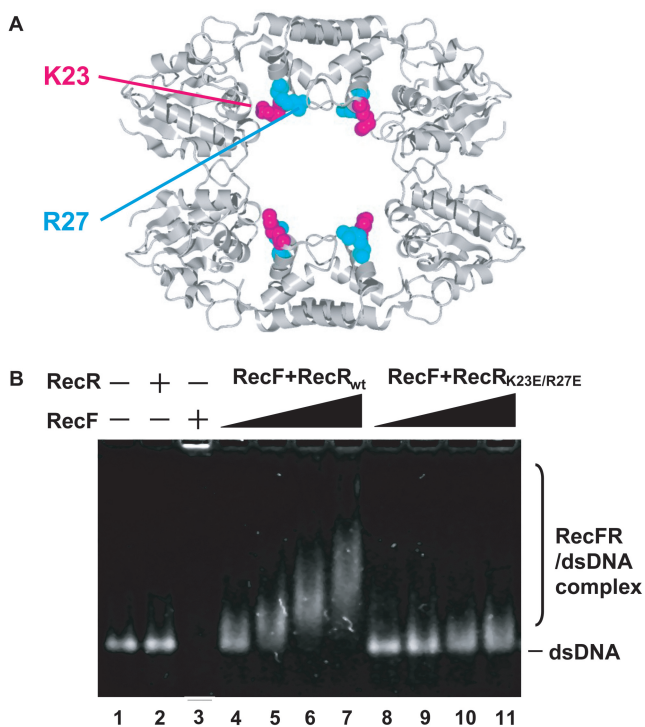 A
K23
R27
B
RecR — + — RecF+RecRwt RecF+RecRK23E/R27E
RecF — — +
RecFR
/dsDNA
complex
dsDNA
1 2 3 4 5 6 7 8 9 10 11